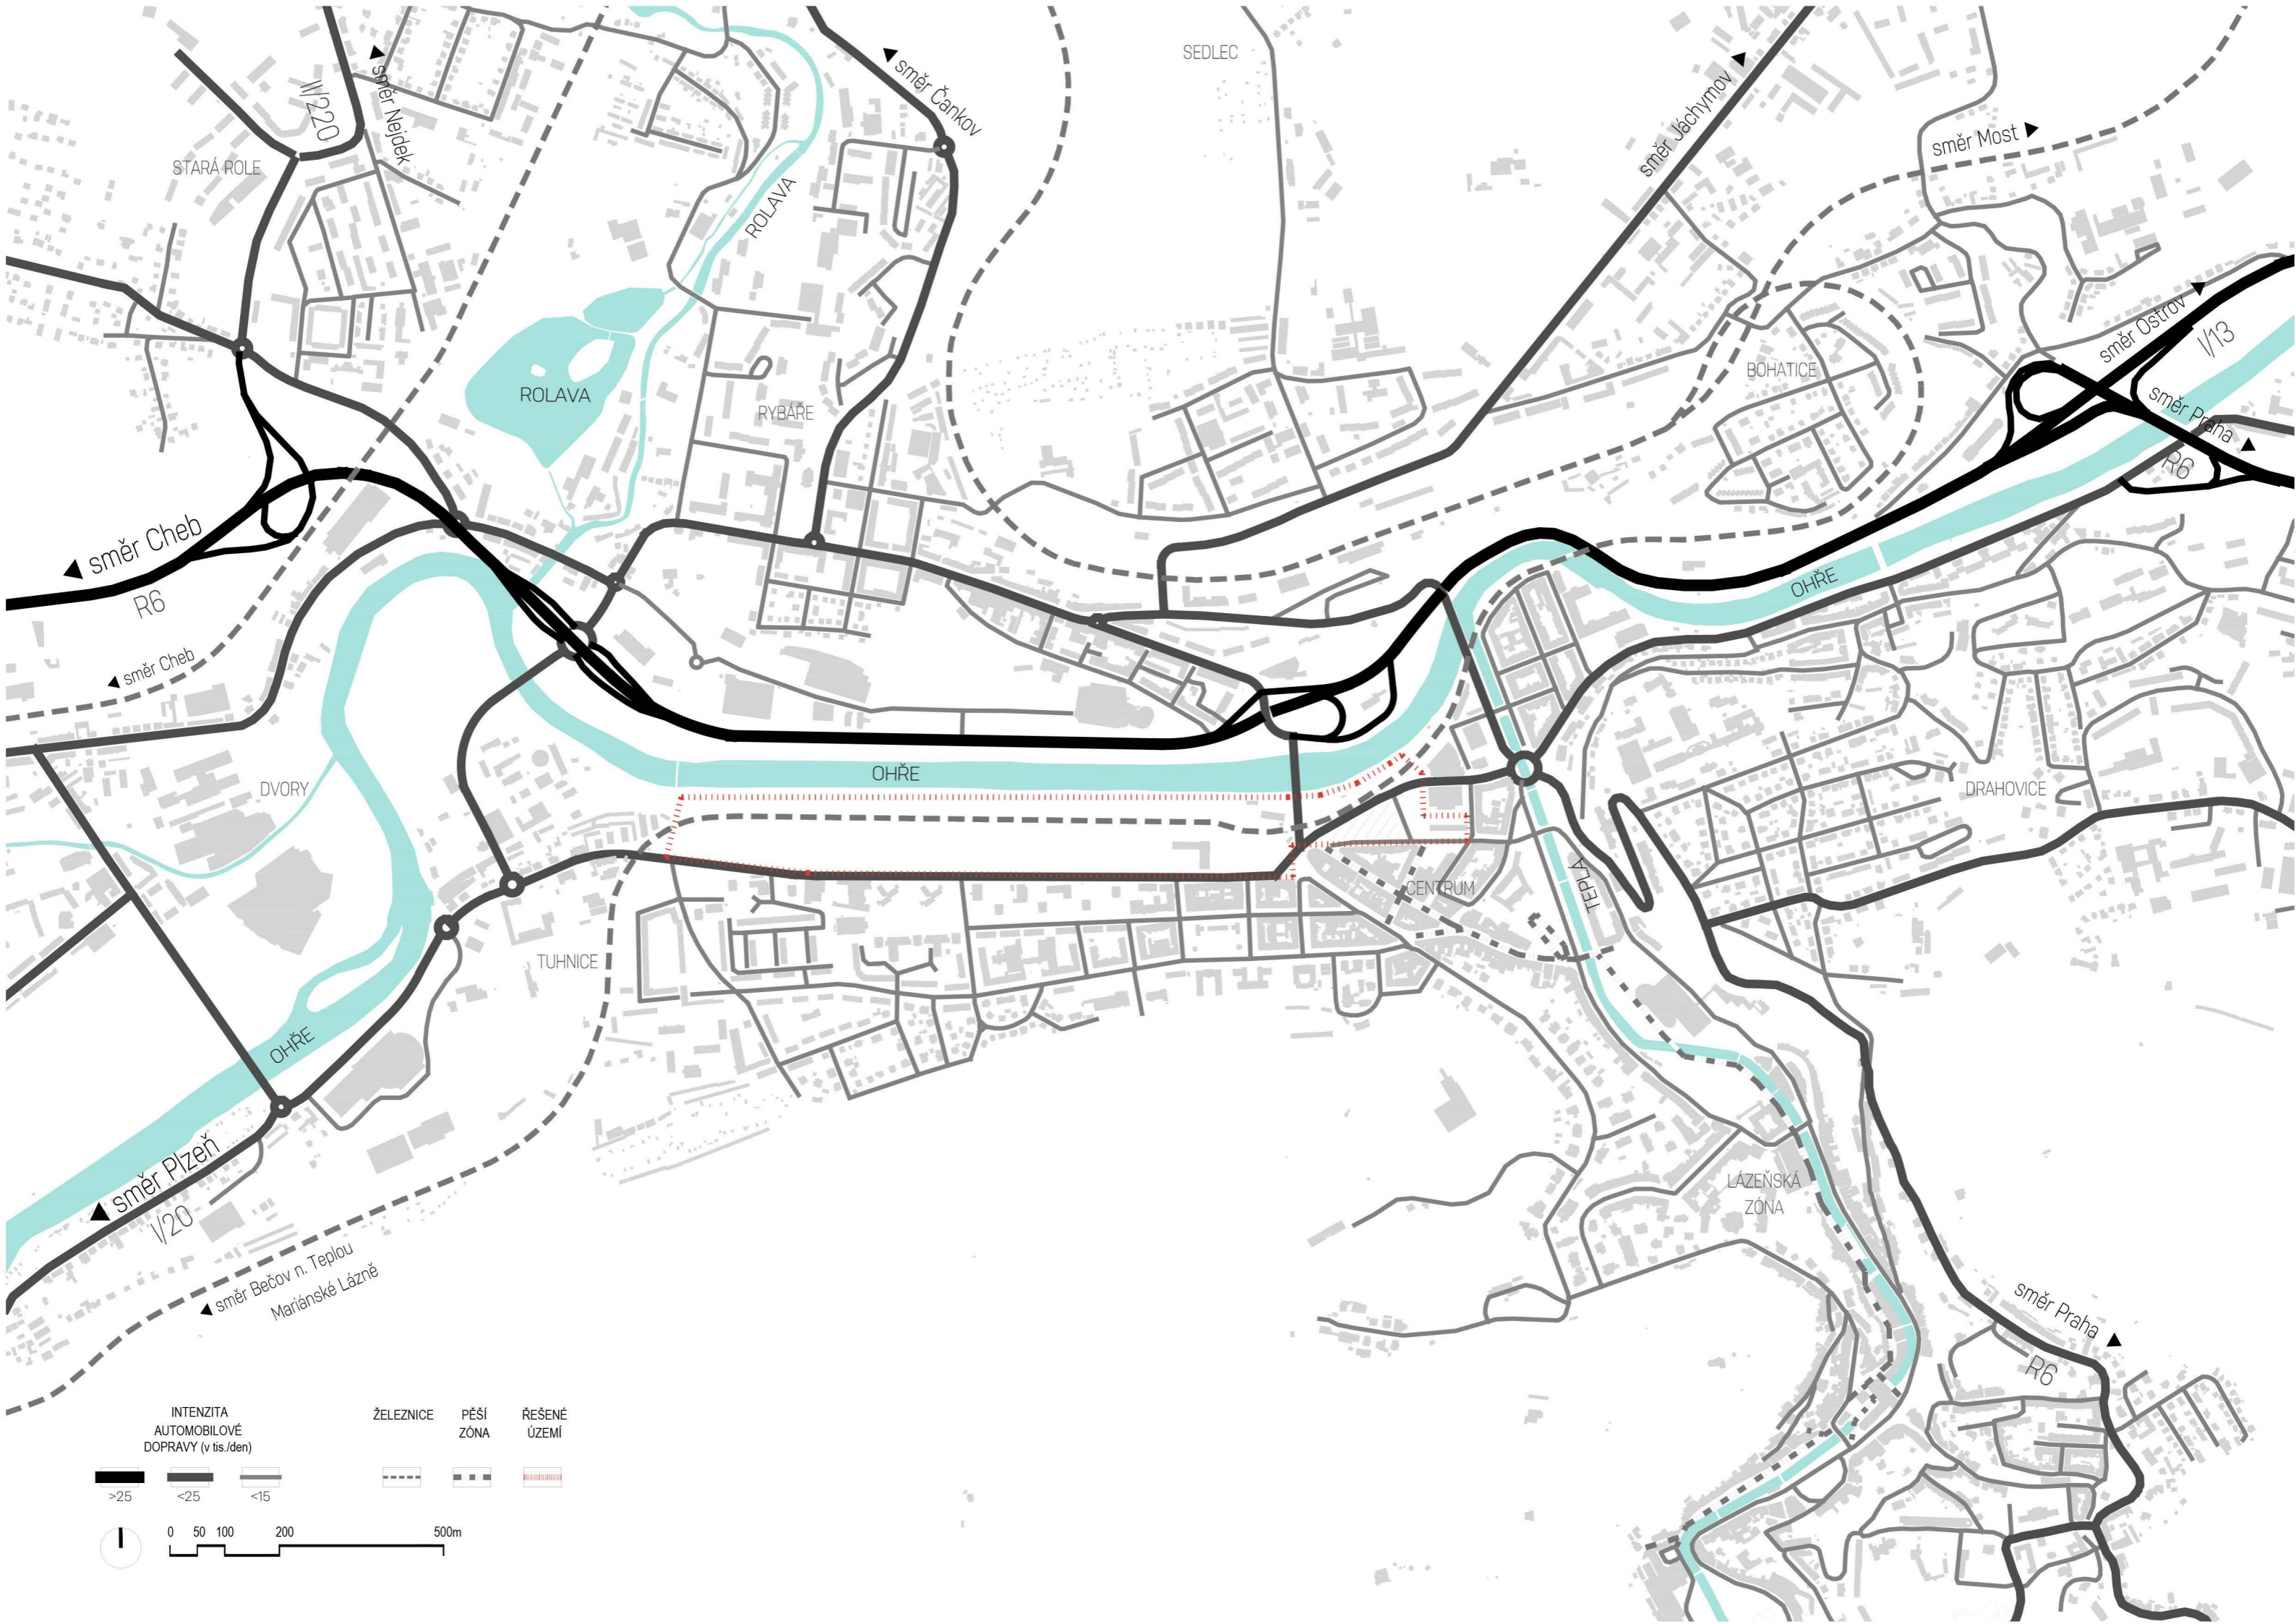 SEDLEC
směr Čankov
směr Nejdek
II/220
STARÁ ROLE
směr Jáchymov
směr Most
ROLAVA
směr Ostrov
I/13
BOHATICE
ROLAVA
RYBÁŘE
směr Praha
R6
směr Cheb
R6
OHŘE
směr Cheb
OHŘE
DVORY
DRAHOVICE
CENTRUM
TEPLÁ
TUHNICE
OHŘE
směr Plzeň
I/20
LÁZEŇSKÁ
ZÓNA
směr Bečov n. Teplou
Mariánské Lázně
směr Praha
R6
INTENZITA
AUTOMOBILOVÉ
DOPRAVY (v tis./den)
>25 <25 <15
ŽELEZNICE
PĚŠÍ
ZÓNA
ŘEŠENÉ
ÚZEMÍ
0 50 100 200 500m